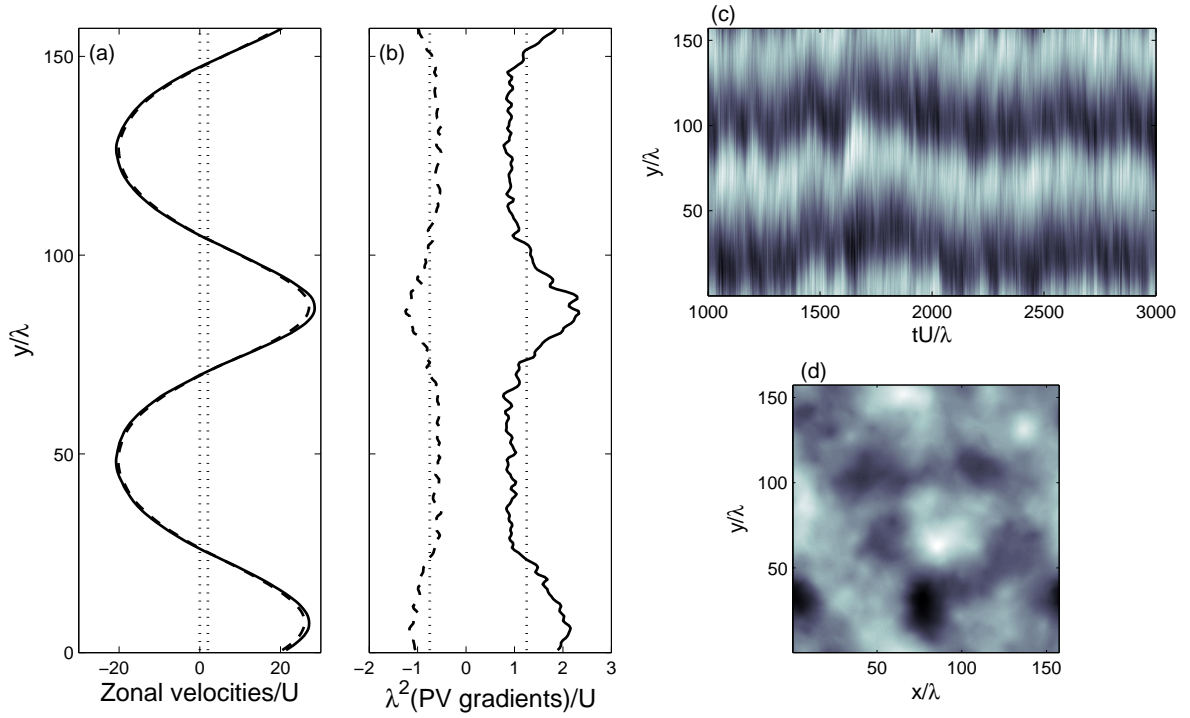 (a)
150
100
50
0
y/λ
−20
0
20
Zonal velocities/U
(b)
−2
−1
0
1
2
3
λ²(PV gradients)/U
(c)
150
100
50
y/λ
1000
1500
2000
2500
3000
tU/λ
(d)
150
100
50
y/λ
50
100
150
x/λ